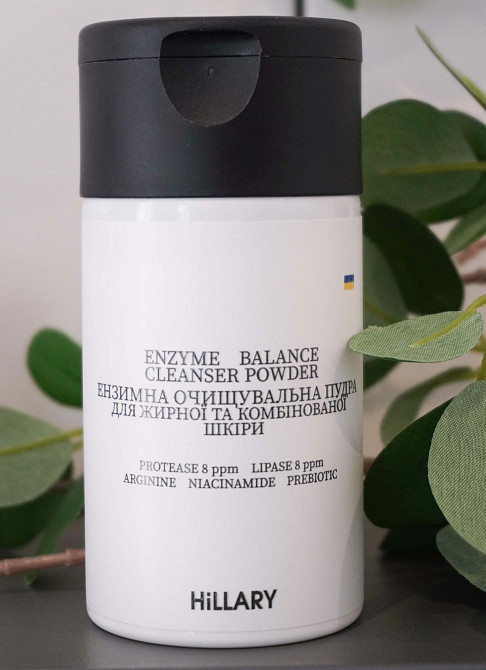 ENZYME BALANCE
CLEANSER POWDER
ЕНЗИМНА ОЧИЩУВАЛЬНА ПУДРА
ДЛЯ ЖИРНОЇ ТА КОМБІНОВАНОЇ
ШКІРИ
PROTEASE 8 ppm LIPASE 8 ppm
ARGININE NIACINAMIDE PREBIOTIC
HiLLARY